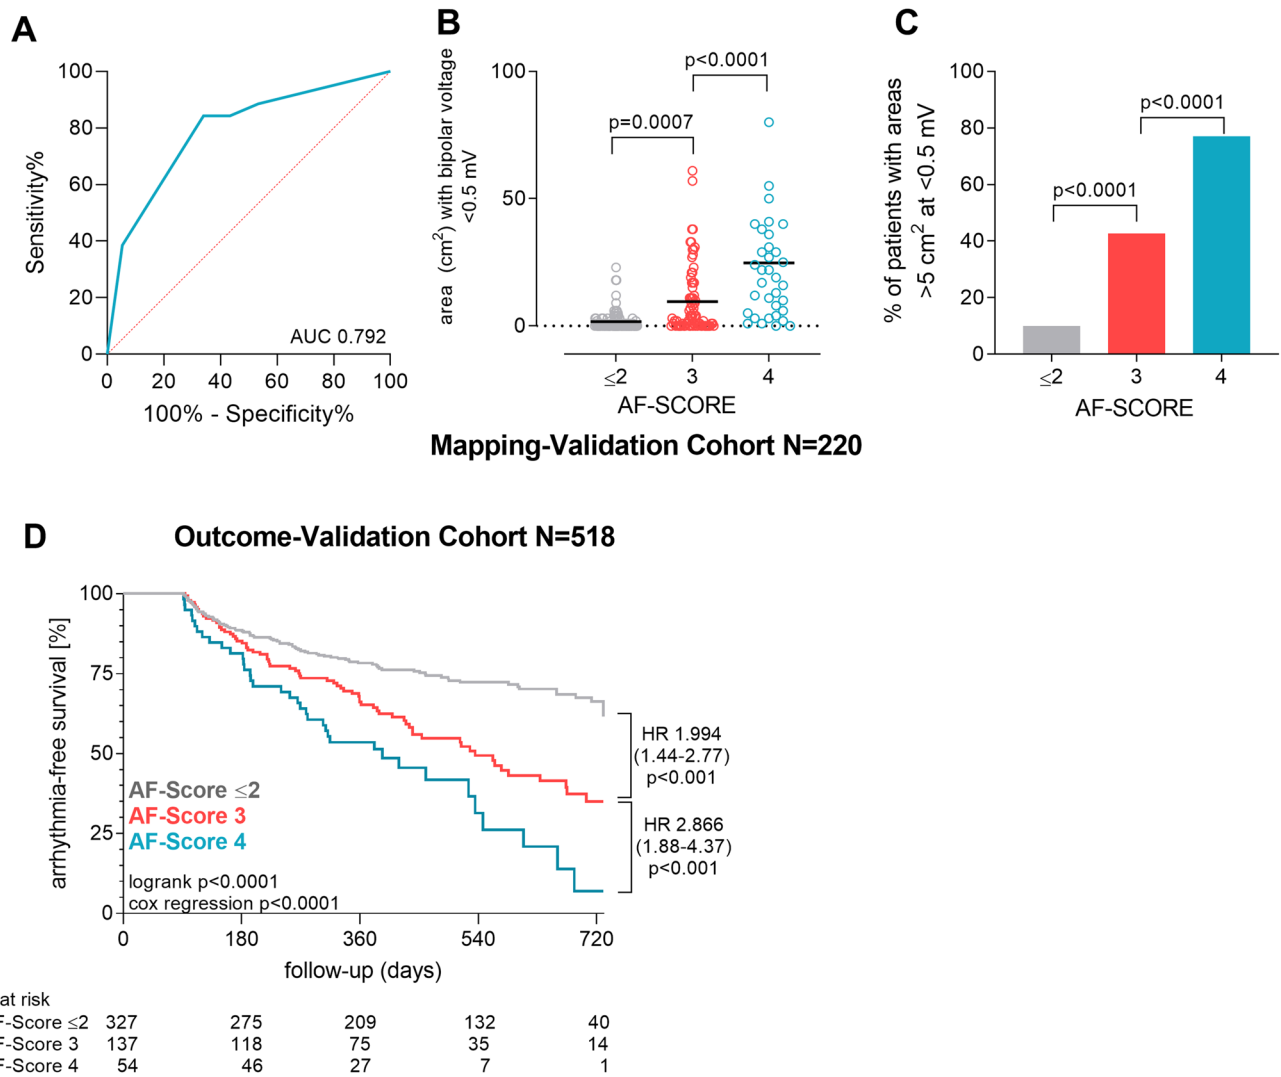 A
100
80
60
40
20
0
Sensitivity%
AUC 0.792
0 20 40 60 80 100
100% - Specificity%
B
area (cm²) with bipolar voltage
<0.5 mV
100
50
0
p=0.0007
p<0.0001
≤2 3 4
AF-SCORE
C
% of patients with areas
>5 cm² at <0.5 mV
100
80
60
40
20
0
p<0.0001
p<0.0001
≤2 3 4
AF-SCORE
Mapping-Validation Cohort N=220
D
Outcome-Validation Cohort N=518
arrhythmia-free survival [%]
100
75
50
25
0
AF-Score ≤2
AF-Score 3
AF-Score 4
logrank p<0.0001
cox regression p<0.0001
HR 1.994
(1.44-2.77)
p<0.001
HR 2.866
(1.88-4.37)
p<0.001
0 180 360 540 720
follow-up (days)
at risk
F-Score ≤2 327 275 209 132 40
F-Score 3 137 118 75 35 14
F-Score 4 54 46 27 7 1